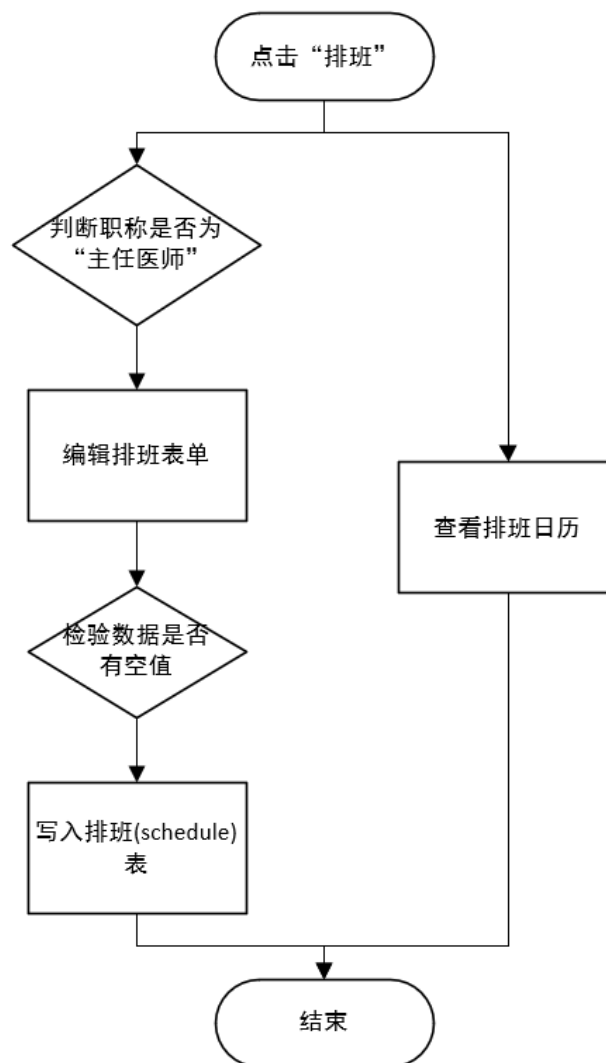 点击“排班”
判断职称是否为
“主任医师”
编辑排班表单
查看排班日历
检验数据是否
有空值
写入排班(schedule)
表
结束